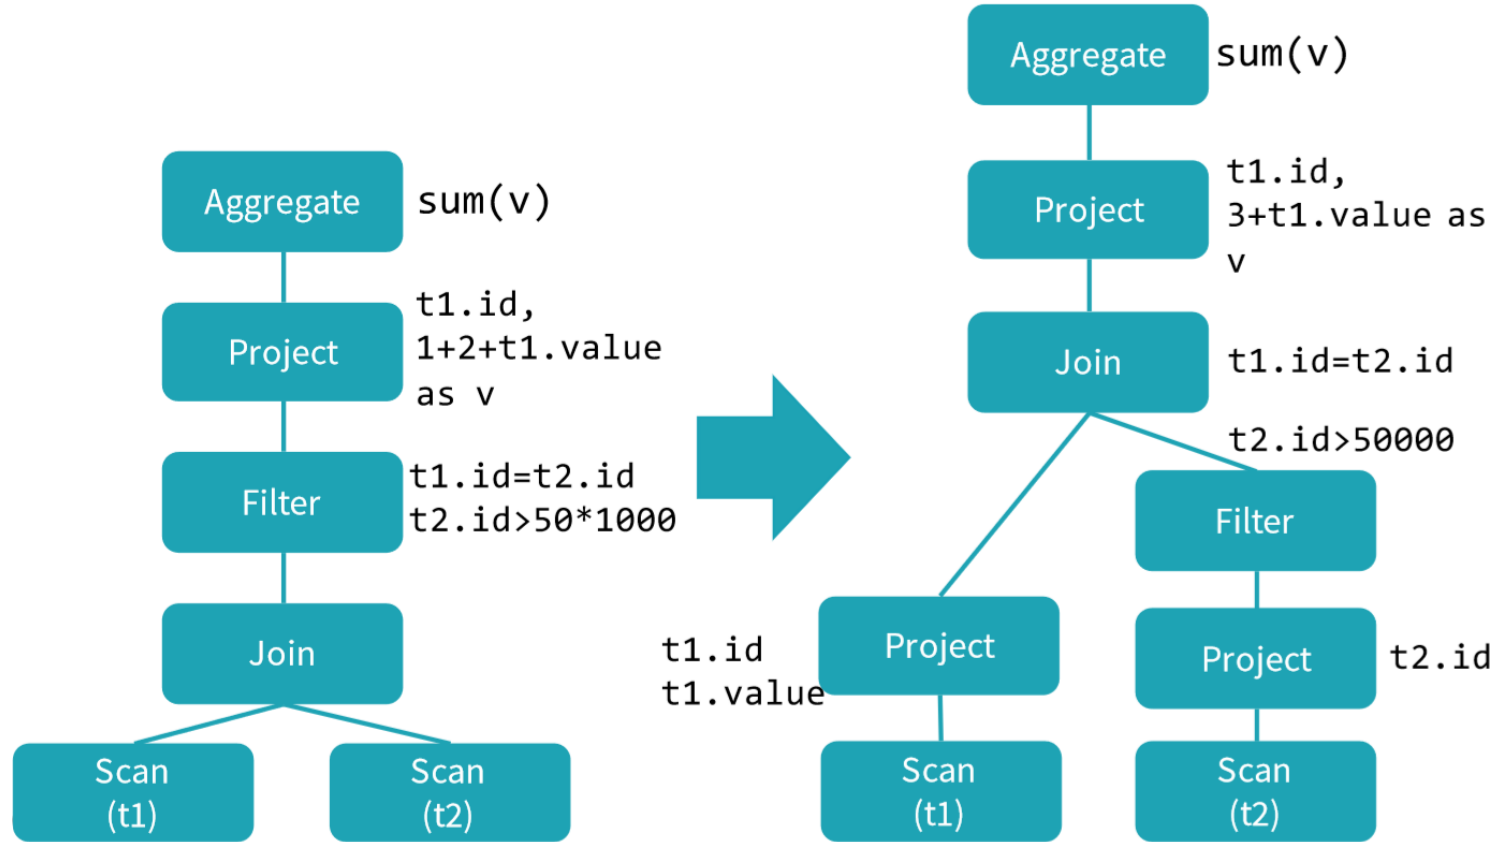 Aggregate
sum(v)
Project
t1.id,
1+2+t1.value
as v
Filter
t1.id=t2.id
t2.id>50*1000
Join
Scan
(t1)
Scan
(t2)
Aggregate
sum(v)
Project
t1.id,
3+t1.value as
v
Join
t1.id=t2.id
t2.id>50000
Filter
t1.id
t1.value
Project
Project
t2.id
Scan
(t1)
Scan
(t2)